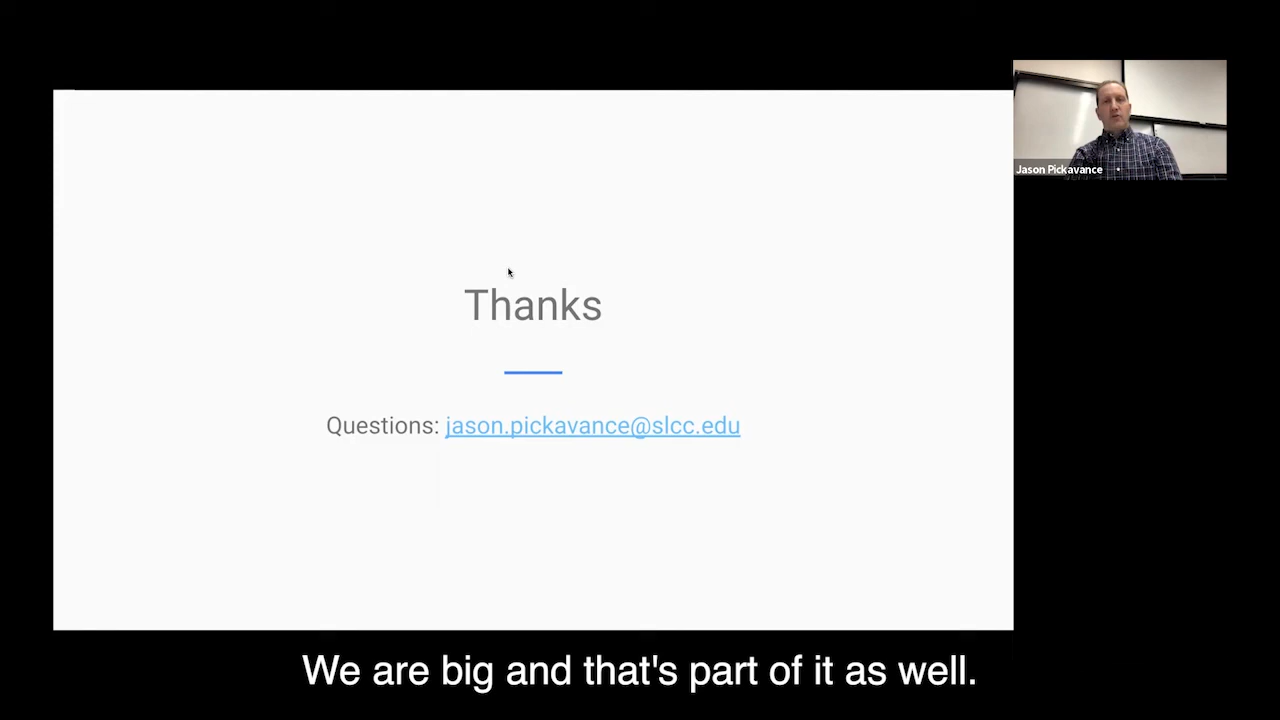 Jason Pickavance
Thanks
Questions: jason.pickavance@slcc.edu
We are big and that's part of it as well.